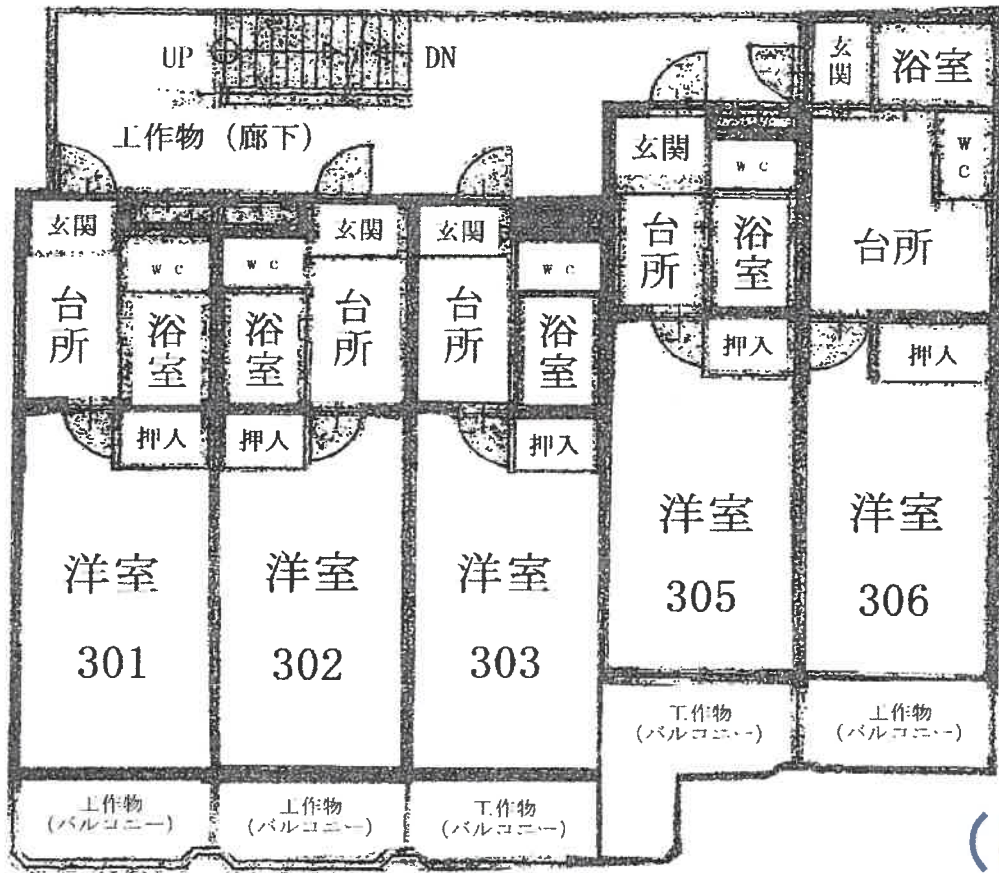 UP
DN
工作物 (廊下)
玄関
浴室
wc
台所
玄関
wc
台所
浴室
押入
押入
玄関
wc
台所
浴室
押入
玄関
wc
台所
浴室
押入
玄関
wc
台所
浴室
押入
洋室
301
洋室
302
洋室
303
洋室
305
洋室
306
工作物
(バルコニー)
工作物
(バルコニー)
工作物
(バルコニー)
工作物
(バルコニー)
工作物
(バルコニー)